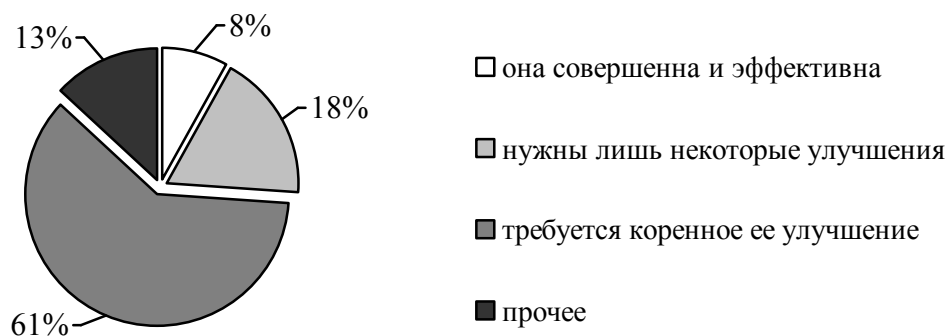 13%
8%
18%
61%
она совершенна и эффективна
нужны лишь некоторые улучшения
требуется коренное ее улучшение
прочее